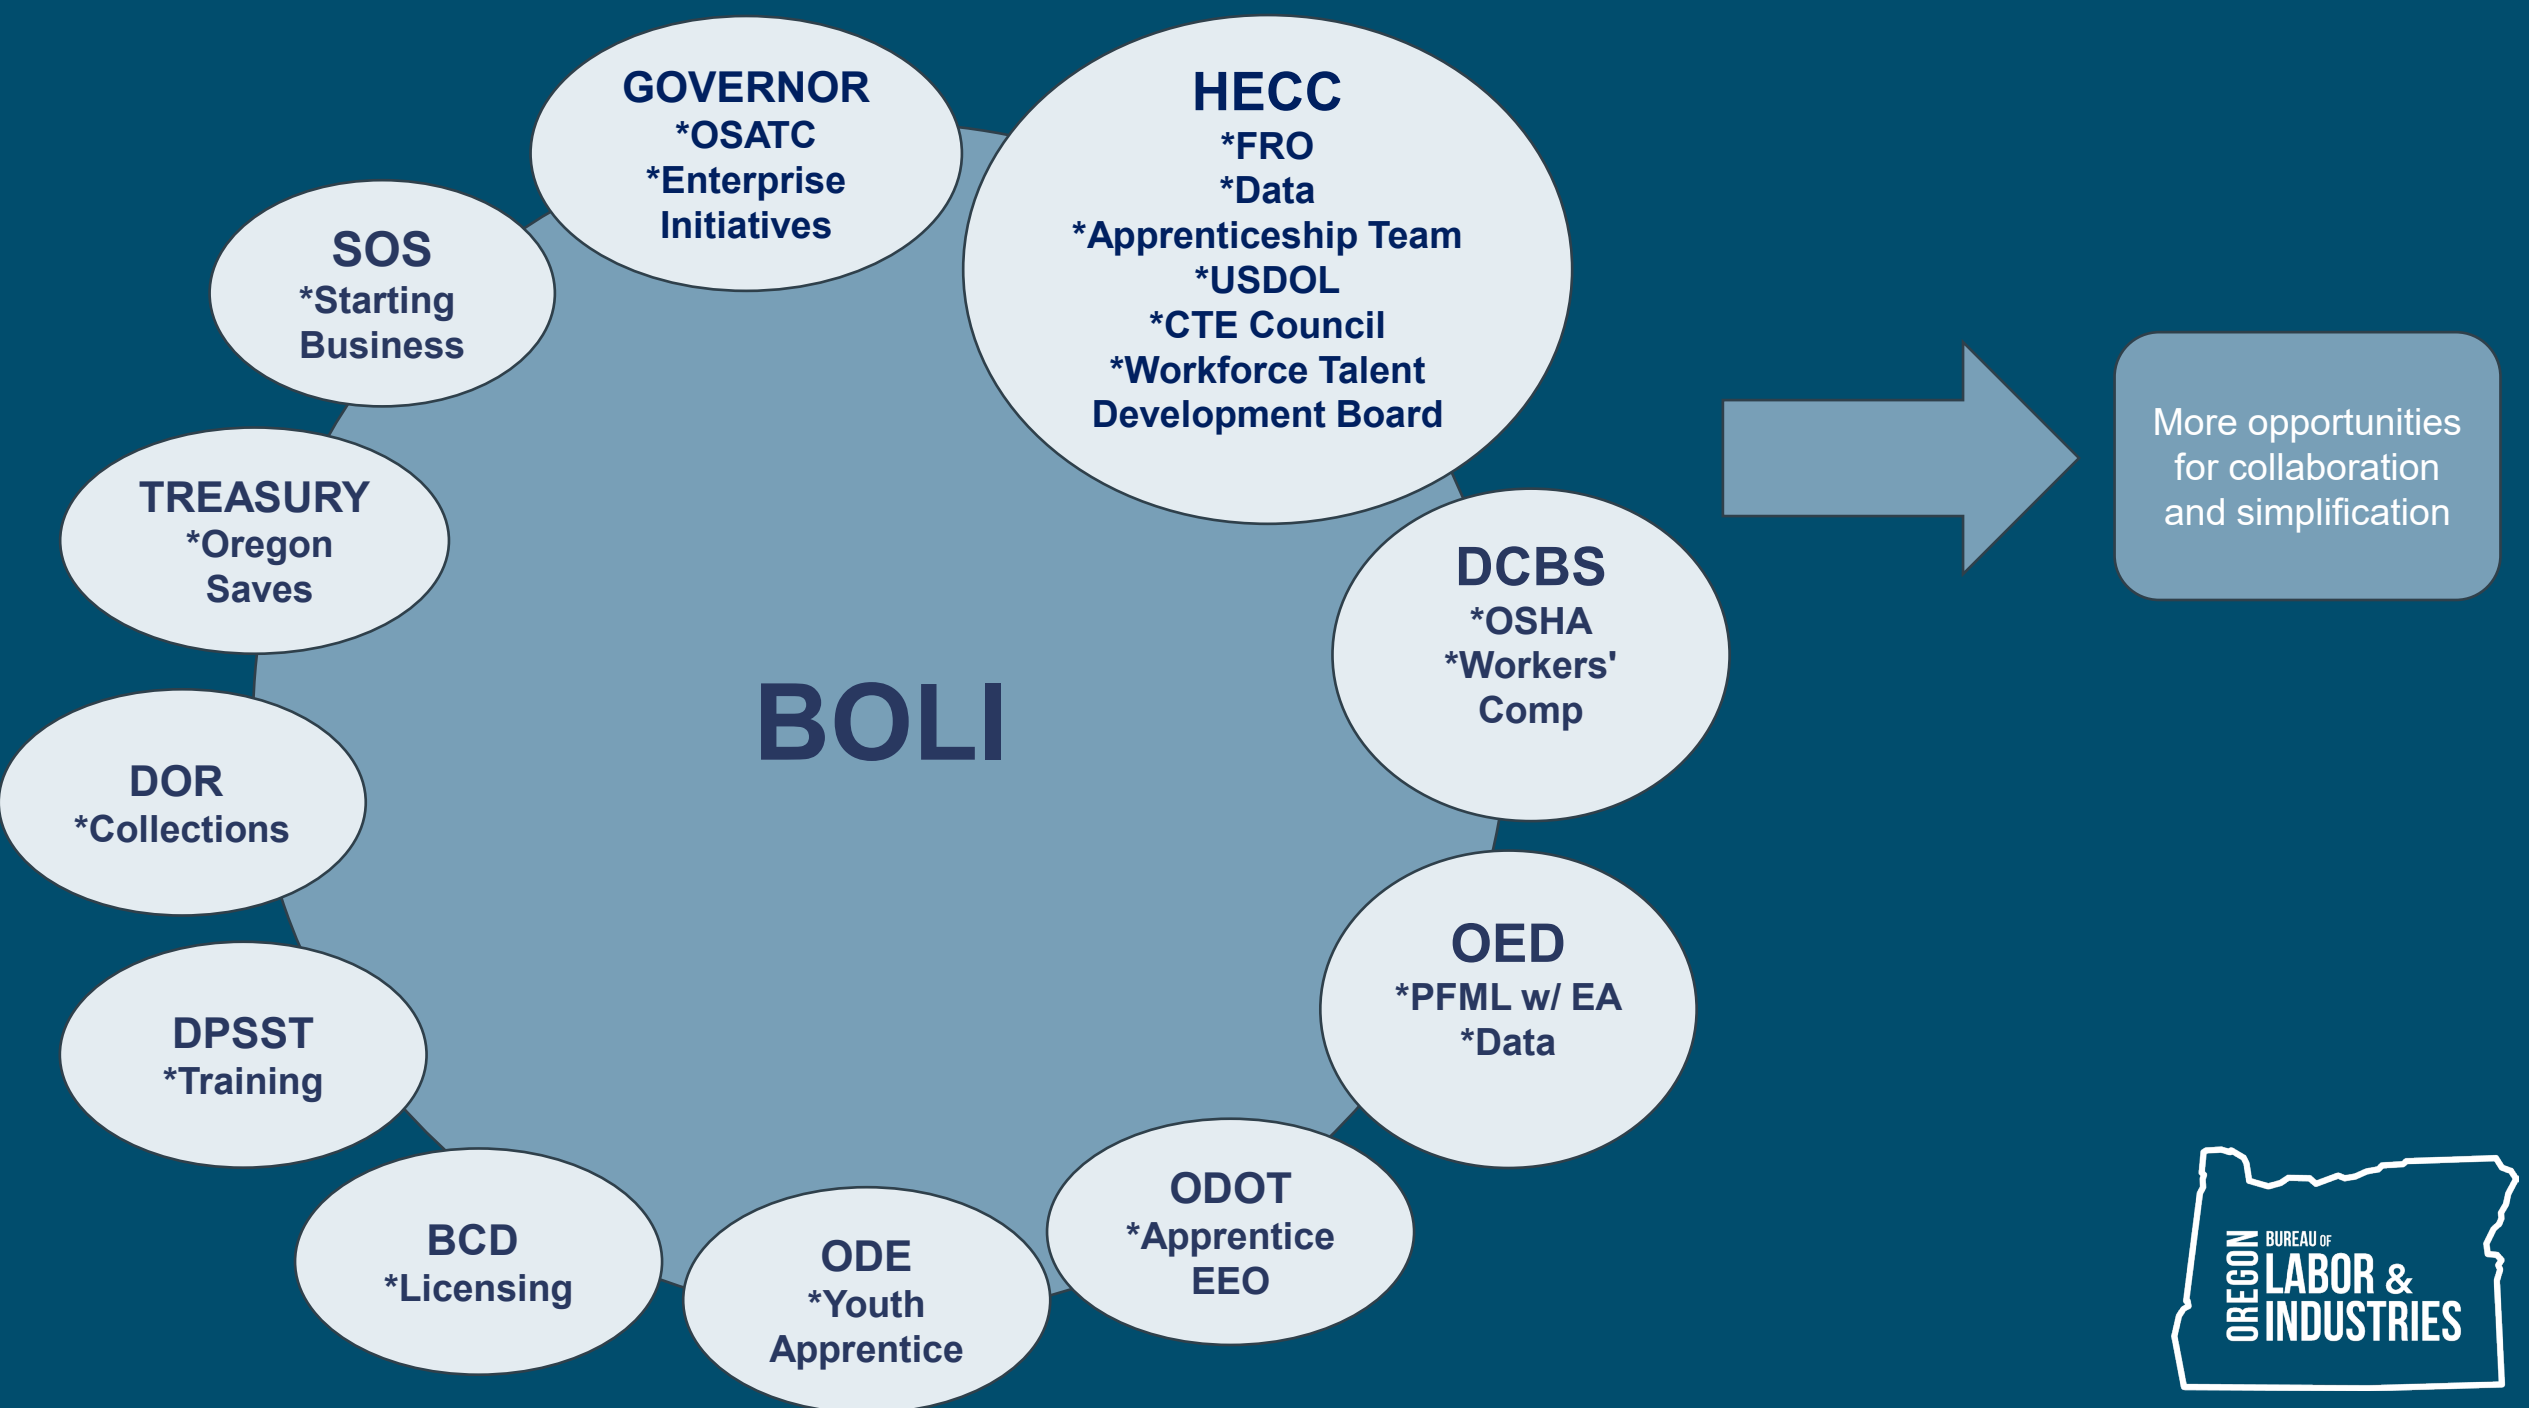 GOVERNOR
*OSATC
*Enterprise
Initiatives
HECC
*FRO
*Data
*Apprenticeship Team
*USDOL
*CTE Council
*Workforce Talent
Development Board
SOS
*Starting
Business
TREASURY
*Oregon
Saves
DCBS
*OSHA
*Workers'
Comp
More opportunities
for collaboration
and simplification
BOLI
DOR
*Collections
OED
*PFML w/ EA
*Data
DPSST
*Training
ODOT
*Apprentice
EEO
BCD
*Licensing
ODE
*Youth
Apprentice
OREGON
BUREAU OF
LABOR &
INDUSTRIES